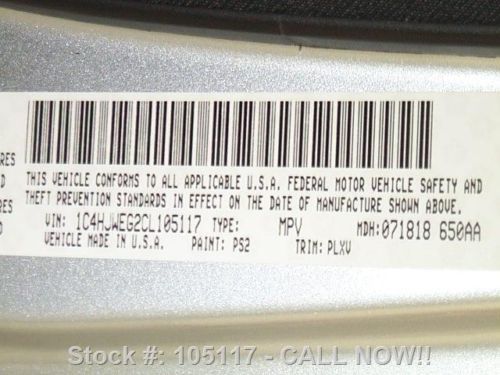 RES
D
THIS VEHICLE CONFORMS TO ALL APPLICABLE U.S.A. FEDERAL MOTOR VEHICLE SAFETY AND
THEFT PREVENTION STANDARDS IN EFFECT ON THE DATE OF MANUFACTURE SHOWN ABOVE.
RES
VIN: 1C4HJWEG2CL105117 TYPE: MPV MDH: 071818 650AA
D
VEHICLE MADE IN U.S.A. PAINT: PS2 TRIM: PLXV
Stock #: 105117 - CALL NOW!!